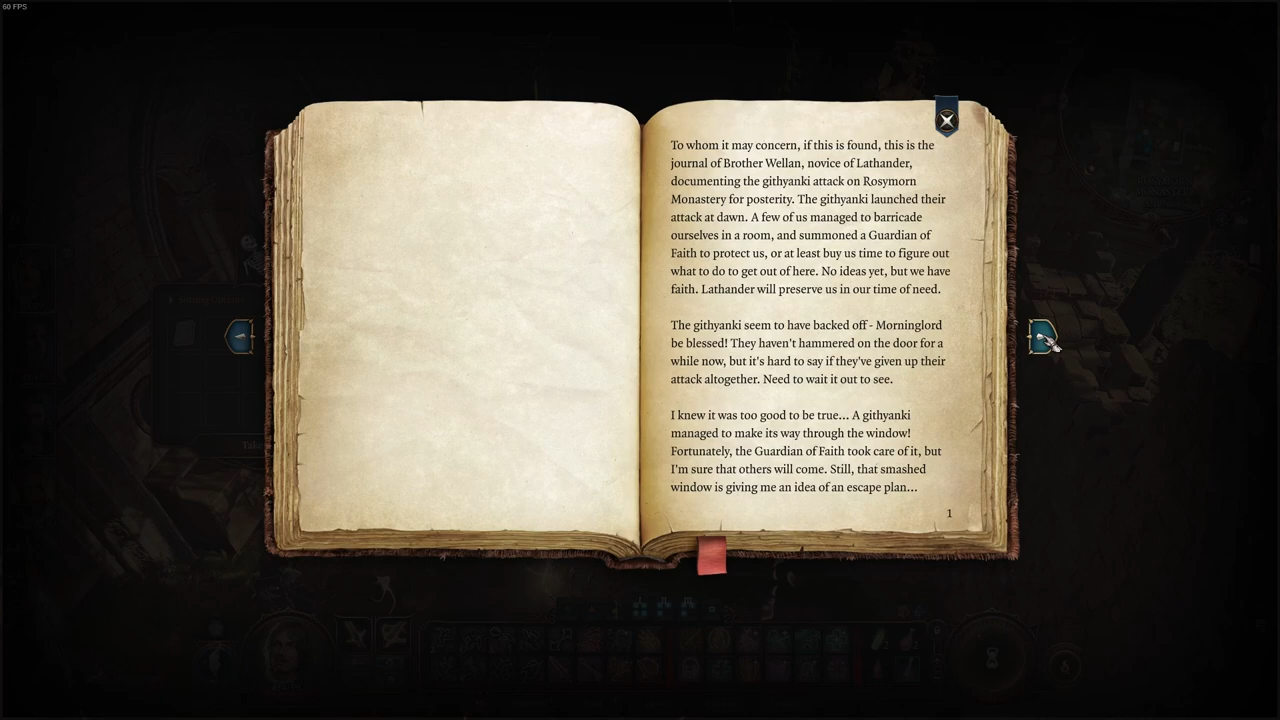 60 FPS
To whom it may concern, if this is found, this is the
journal of Brother Wellan, novice of Lathander,
documenting the githyanki attack on Rosymorn
Monastery for posterity. The githyanki launched their
attack at dawn. A few of us managed to barricade
ourselves in a room, and summoned a Guardian of
Faith to protect us, or at least buy us time to figure out
what to do to get out of here. No ideas yet, but we have
faith. Lathander will preserve us in our time of need.
The githyanki seem to have backed off - Morninglord
be blessed! They haven't hammered on the door for a
while now, but it's hard to say if they've given up their
attack altogether. Need to wait it out to see.
I knew it was too good to be true... A githyanki
managed to make its way through the window!
Fortunately, the Guardian of Faith took care of it, but
I'm sure that others will come. Still, that smashed
window is giving me an idea of an escape plan...
1